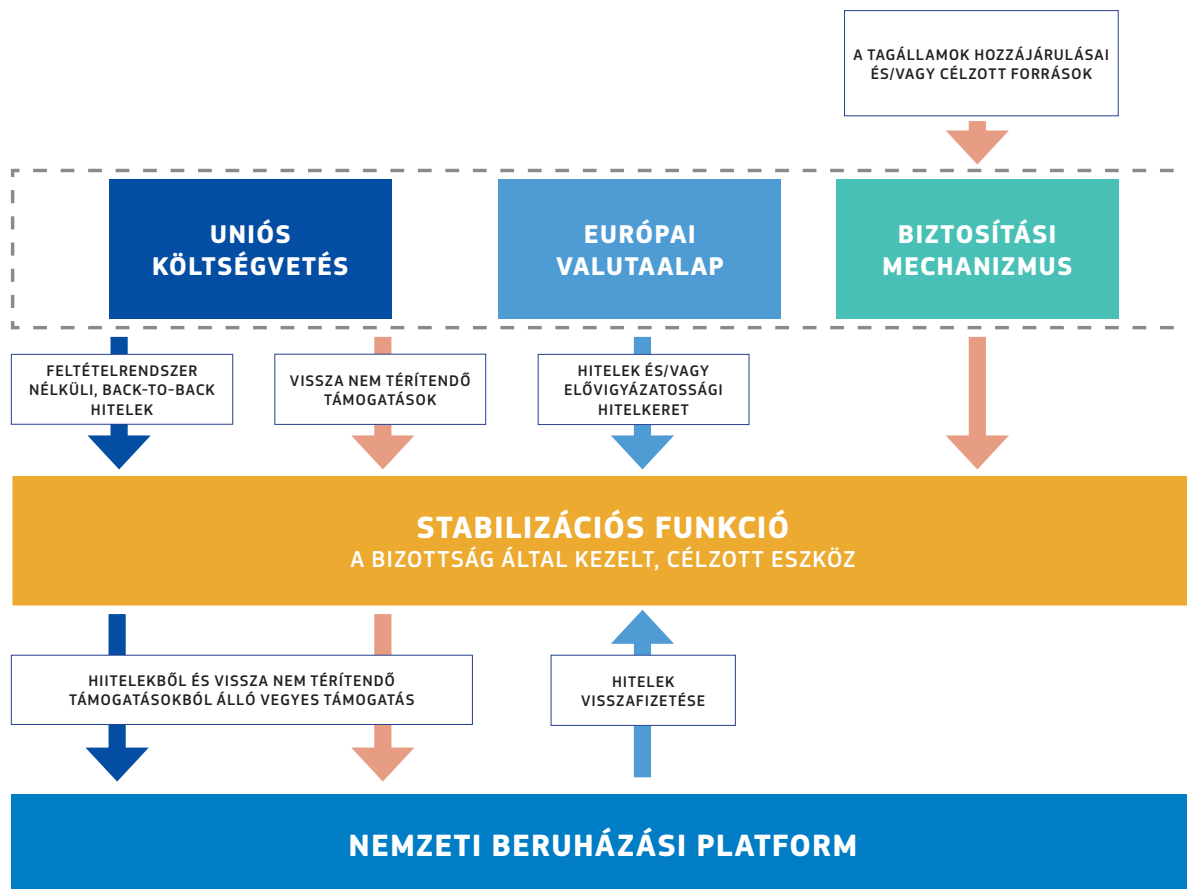 A TAGÁLLAMOK HOZZÁJÁRULÁSAI
ÉS/VAGY CÉLZOTT FORRÁSOK
UNIÓS
KÖLTSÉGVETÉS
EURÓPAI
VALUTAALAP
BIZTOSÍTÁSI
MECHANIZMUS
FELTÉTELRENDSZER
NÉLKÜLI, BACK-TO-BACK
HITELEK
VISSZA NEM TÉRÍTENDŐ
TÁMOGATÁSOK
HITELEK ÉS/VAGY
ELŐVIGYÁZATOSSÁGI
HITELKERET
STABILIZÁCIÓS FUNKCIÓ
A BIZOTTSÁG ÁLTAL KEZELT, CÉLZOTT ESZKÖZ
HIITELEKBŐL ÉS VISSZA NEM TÉRÍTENDŐ
TÁMOGATÁSOKBÓL ÁLLÓ VEGYES TÁMOGATÁS
HITELEK
VISSZAFIZETÉSE
NEMZETI BERUHÁZÁSI PLATFORM